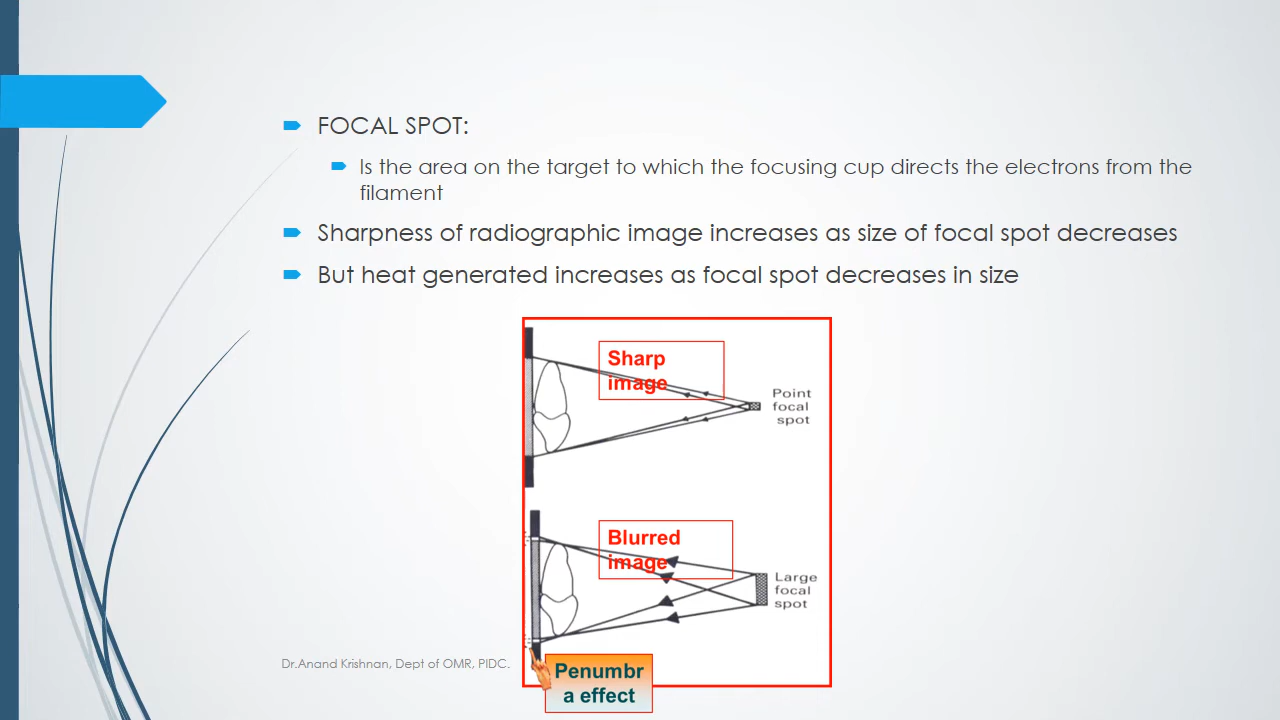 FOCAL SPOT:
Is the area on the target to which the focusing cup directs the electrons from the
filament
Sharpness of radiographic image increases as size of focal spot decreases
But heat generated increases as focal spot decreases in size
Sharp
image
Point
focal
spot
Blurred
image
Large
focal
spot
Dr.Anand Krishnan, Dept of OMR, PIDC.
Penumbr
a effect